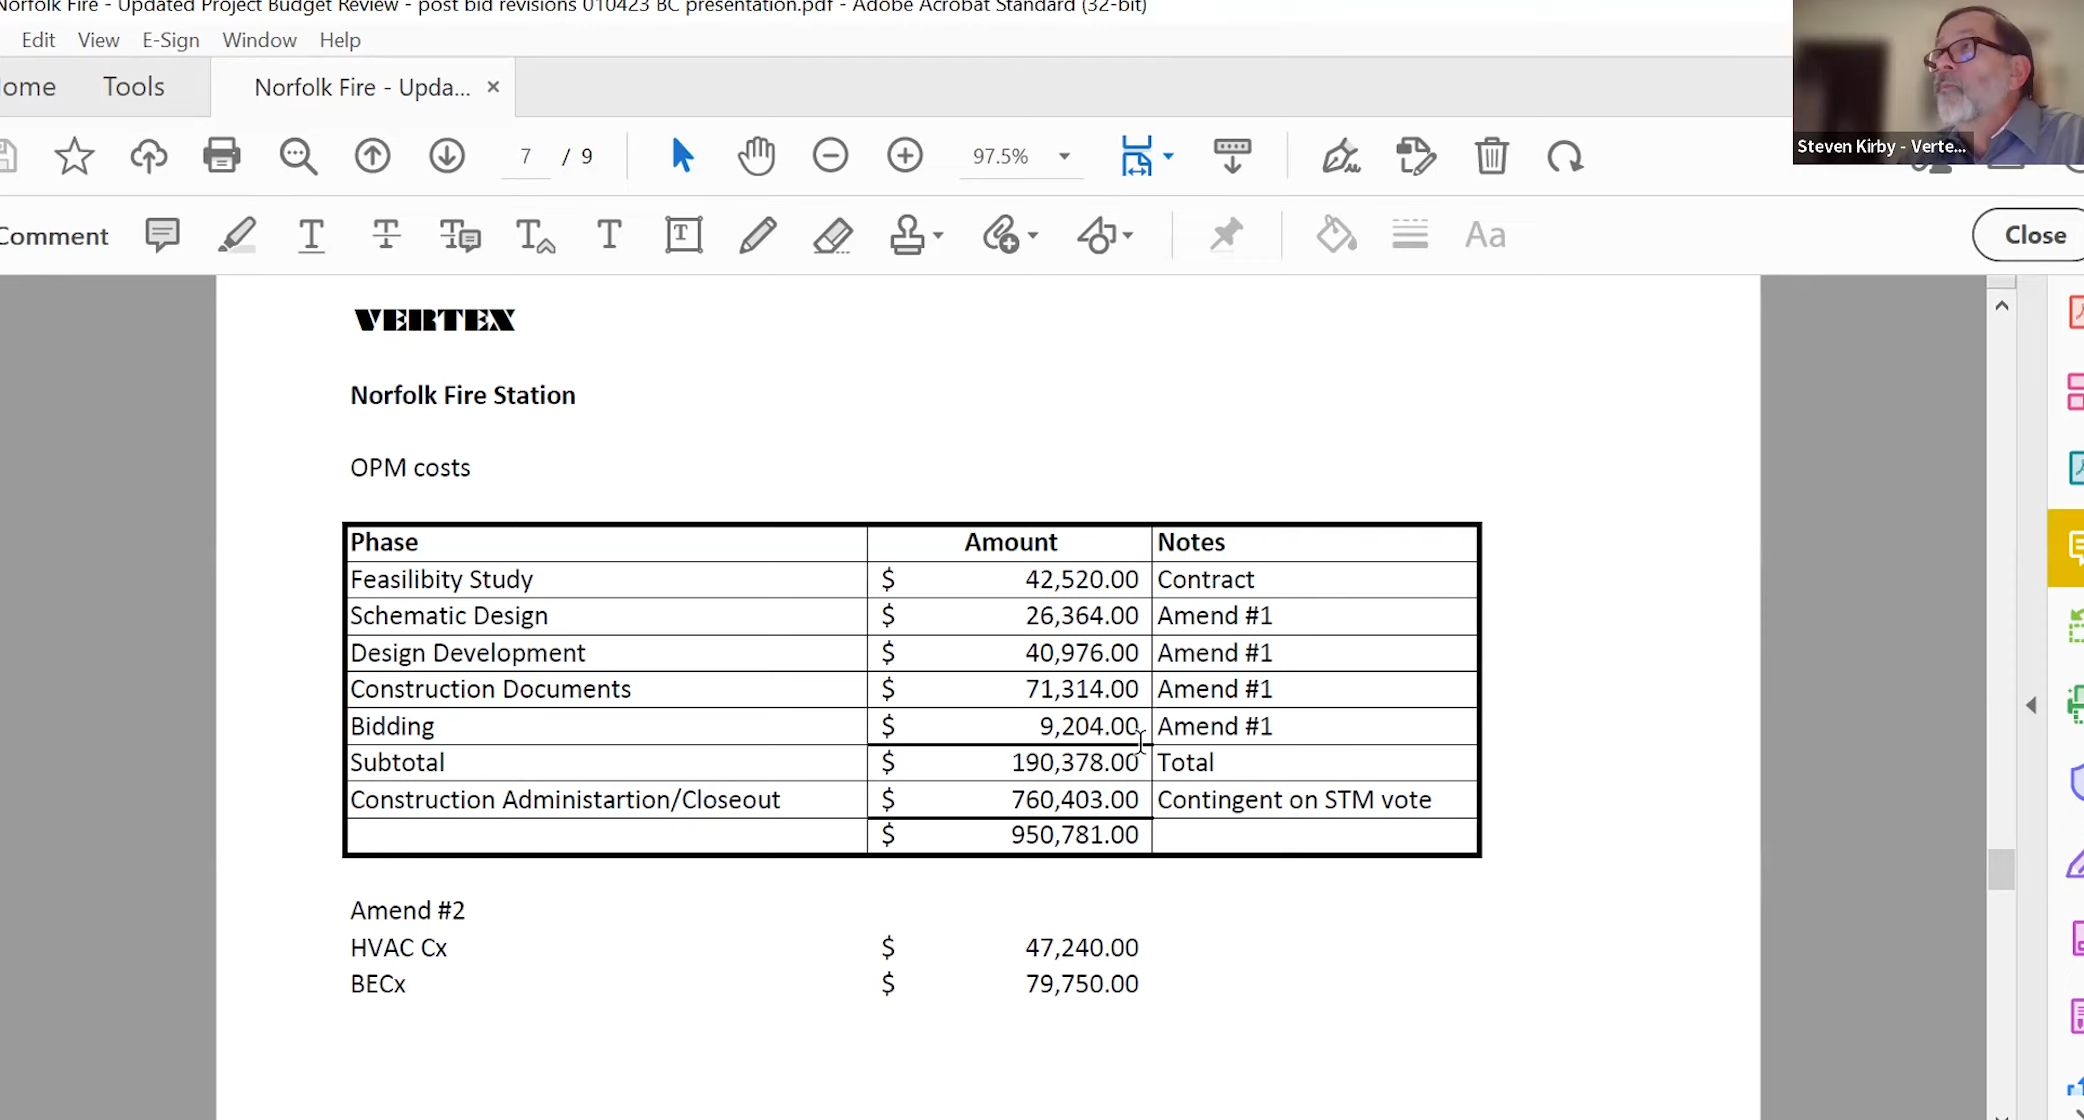 Norfolk Fire - Updated Project Budget Review - post bid revisions 010423 BC presentation.pdf - Adobe Acrobat Standard (32-bit)
Edit View E-Sign Window Help
Home Tools Norfolk Fire - Upda... ×
7 / 9 97.5%
Steven Kirby - Verte...
Comment Aa Close
VERTEX
Norfolk Fire Station
OPM costs
Phase Amount Notes
Feasilibity Study $ 42,520.00 Contract
Schematic Design $ 26,364.00 Amend #1
Design Development $ 40,976.00 Amend #1
Construction Documents $ 71,314.00 Amend #1
Bidding $ 9,204.00 Amend #1
Subtotal $ 190,378.00 Total
Construction Administartion/Closeout $ 760,403.00 Contingent on STM vote
$ 950,781.00
Amend #2
HVAC Cx $ 47,240.00
BECx $ 79,750.00